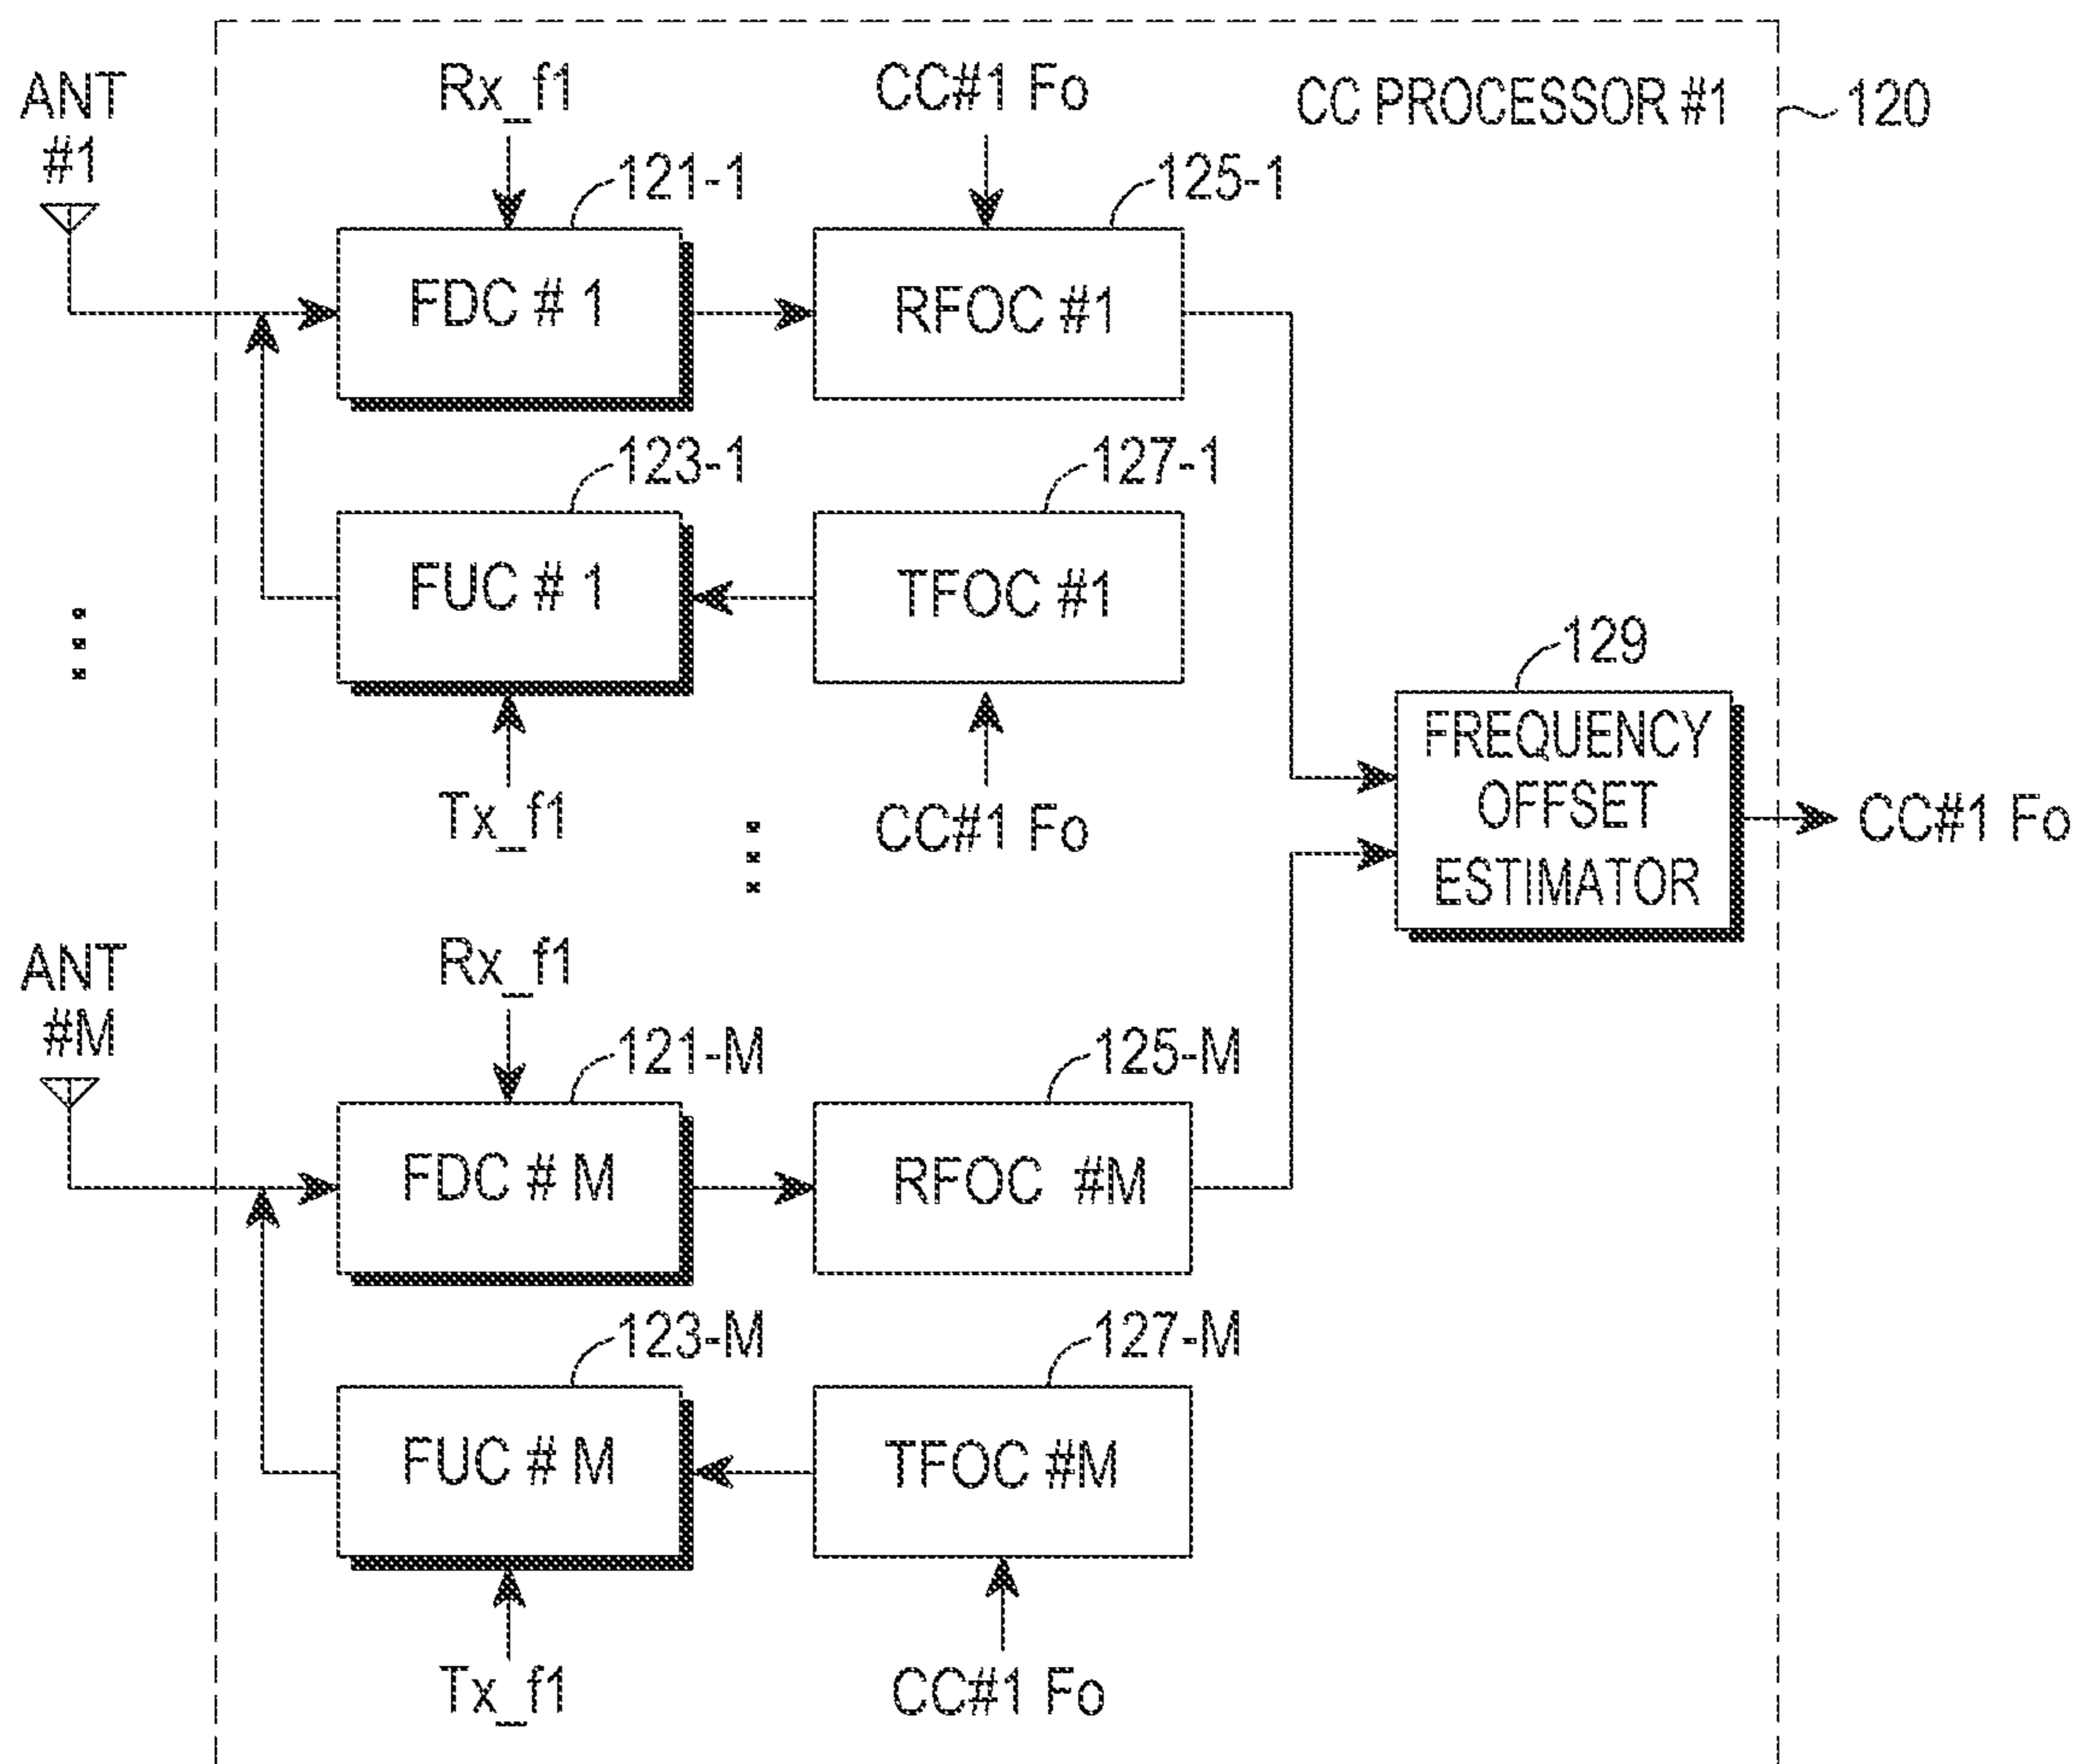 ANT
#1
Rx_f1
CC#1 Fo
CC PROCESSOR #1
120
121-1
125-1
FDC # 1
RFOC #1
123-1
127-1
FUC # 1
TFOC #1
Tx_f1
CC#1 Fo
129
FREQUENCY
OFFSET
ESTIMATOR
CC#1 Fo
ANT
#M
Rx_f1
121-M
125-M
FDC # M
RFOC #M
123-M
127-M
FUC # M
TFOC #M
Tx_f1
CC#1 Fo